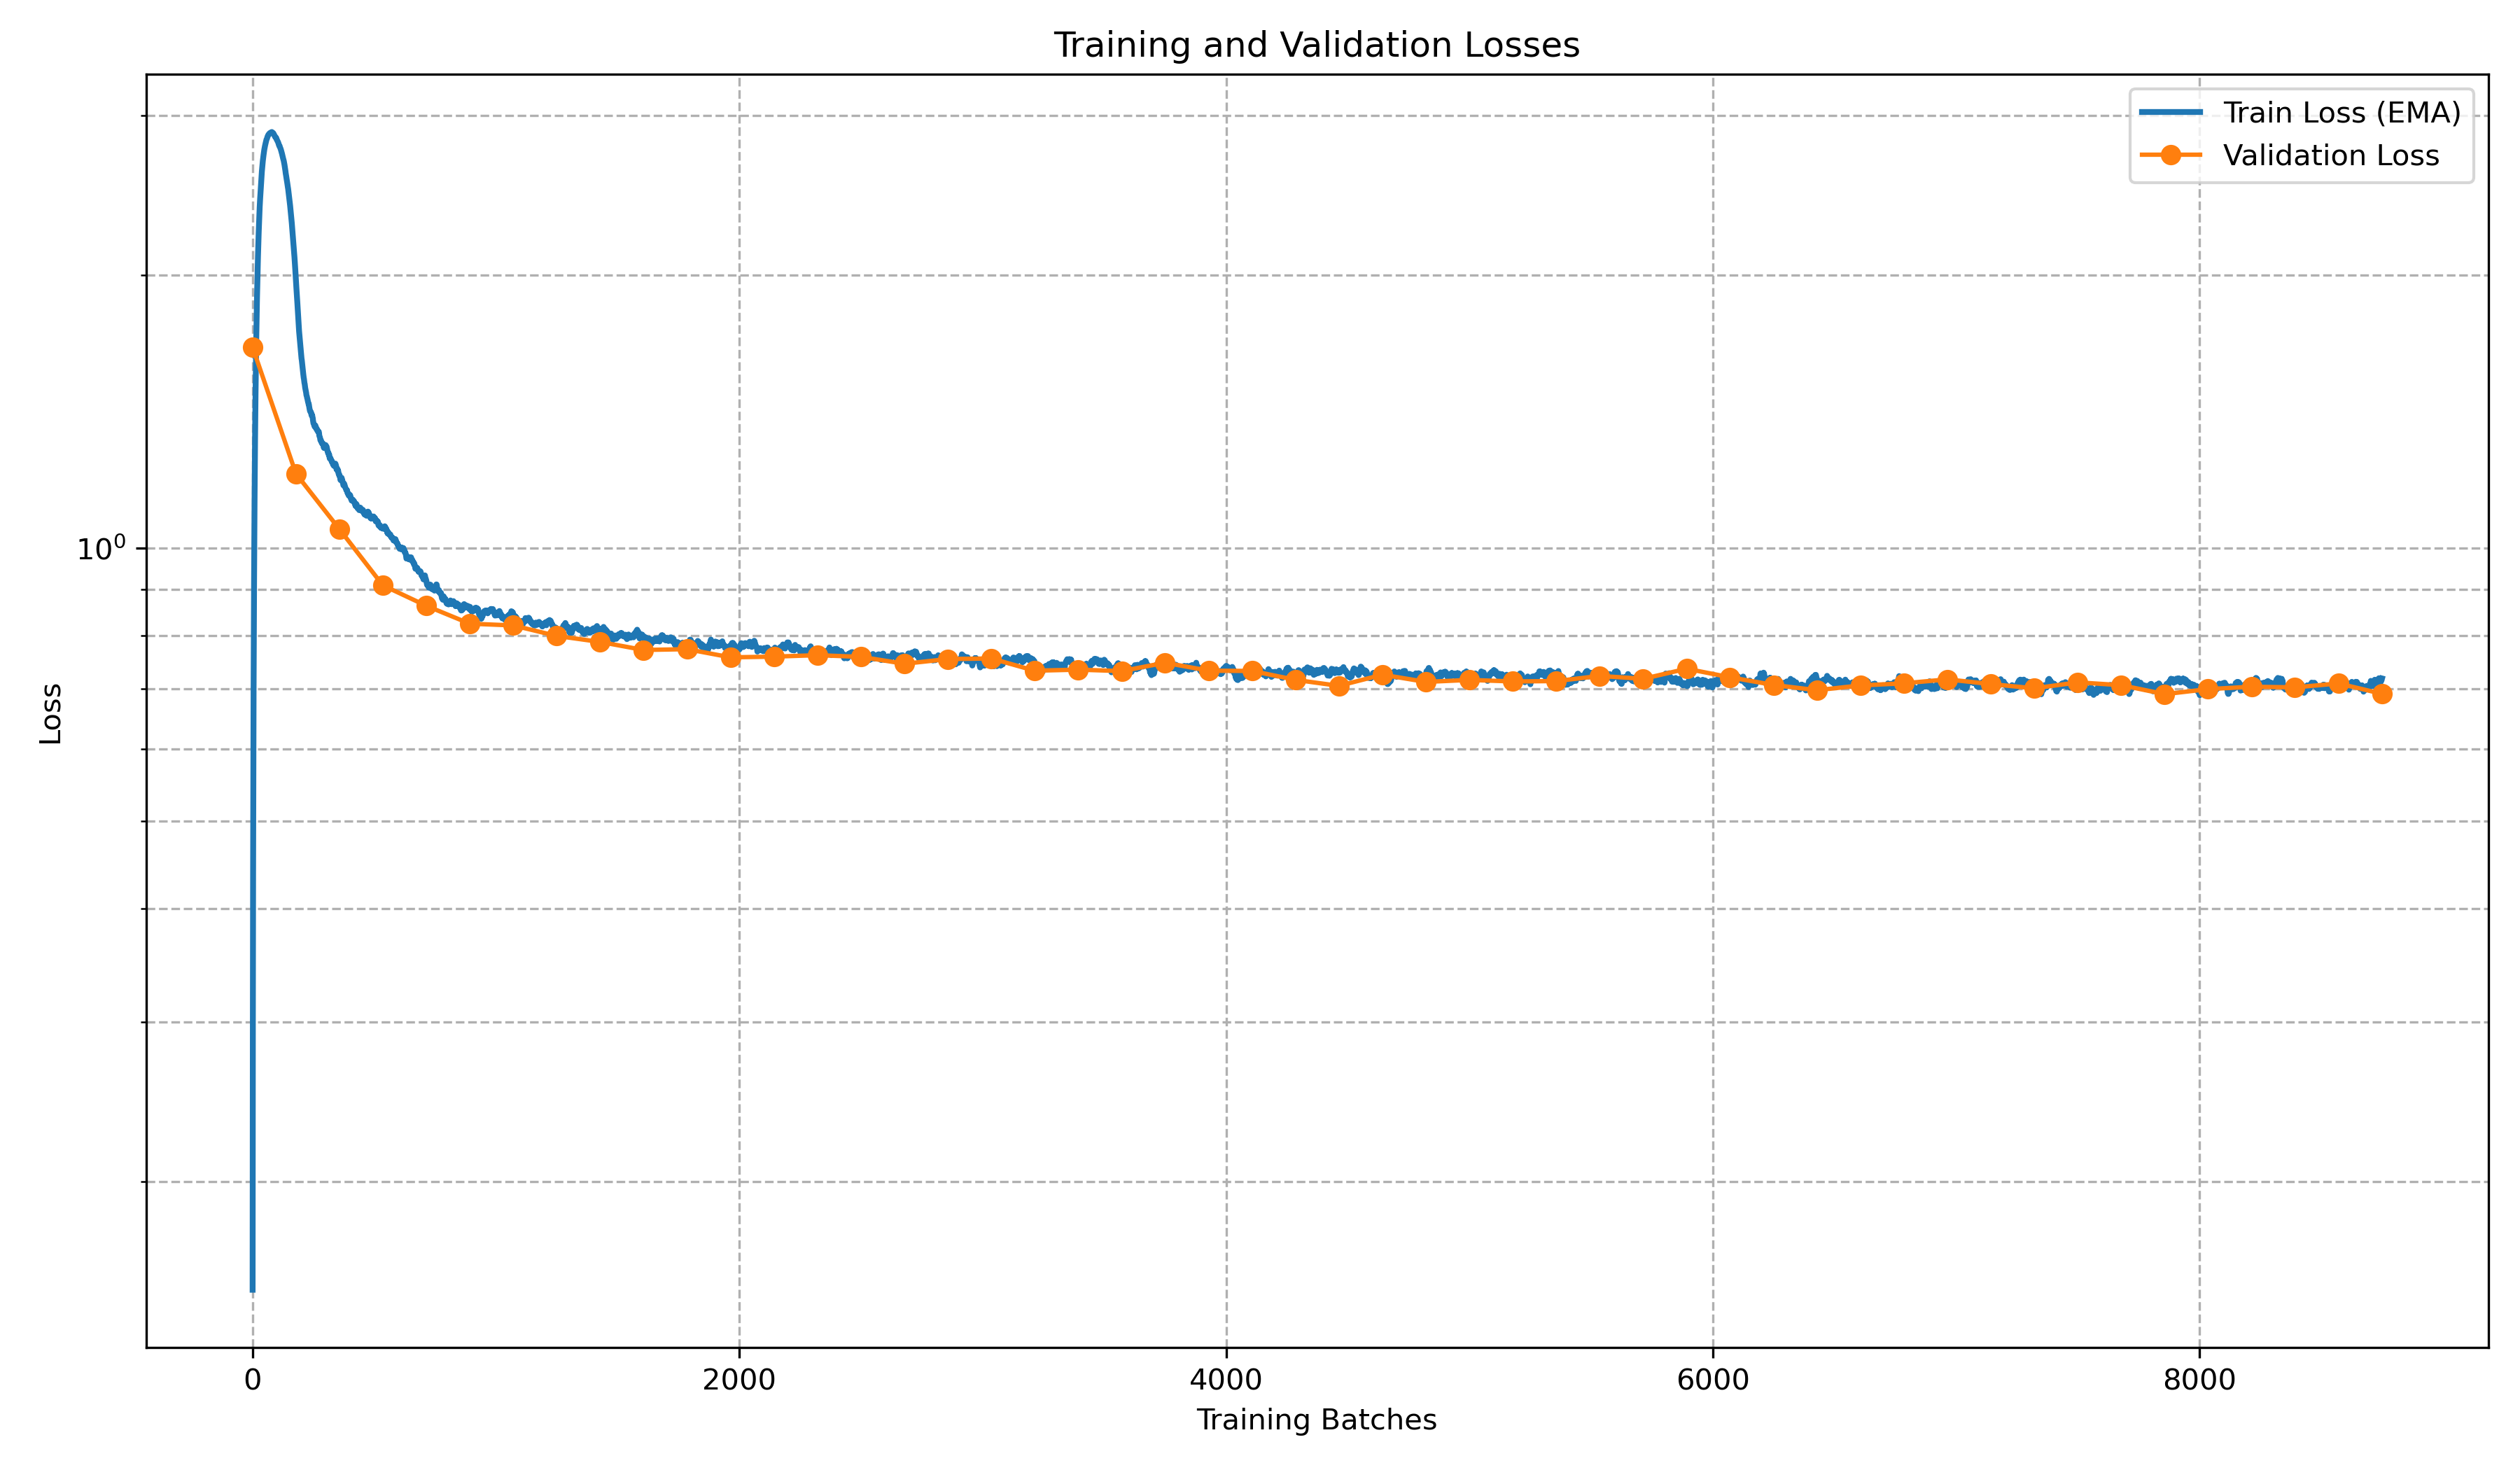 Training and Validation Losses
Train Loss (EMA)
Validation Loss
10⁰
Loss
0 2000 4000 6000 8000
Training Batches